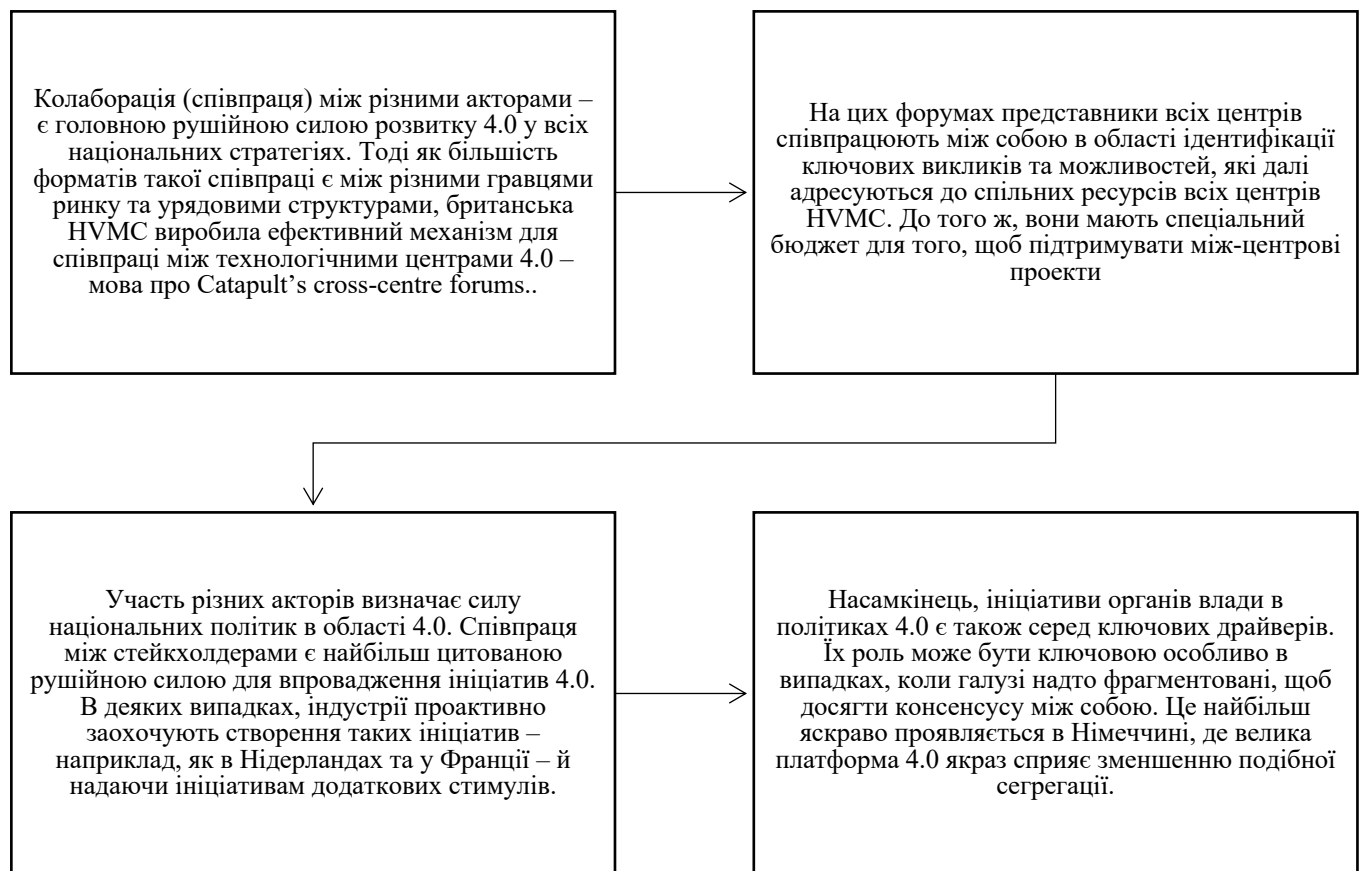 Колаборація (співпраця) між різними акторами –
є головною рушійною силою розвитку 4.0 у всіх
національних стратегіях. Тоді як більшість
форматів такої співпраці є між різними гравцями
ринку та урядовими структурами, британська
HVMC виробила ефективний механізм для
співпраці між технологічними центрами 4.0 –
мова про Catapult’s cross-centre forums..
На цих форумах представники всіх центрів
співпрацюють між собою в області ідентифікації
ключових викликів та можливостей, які далі
адресуються до спільних ресурсів всіх центрів
HVMC. До того ж, вони мають спеціальний
бюджет для того, щоб підтримувати між-центрові
проекти
Участь різних акторів визначає силу
національних політик в області 4.0. Співпраця
між стейкхолдерами є найбільш цитованою
рушійною силою для впровадження ініціатив 4.0.
В деяких випадках, індустрії проактивно
заохочують створення таких ініціатив –
наприклад, як в Нідерландах та у Франції – й
надаючи ініціативам додаткових стимулів.
Насамкінець, ініціативи органів влади в
політиках 4.0 є також серед ключових драйверів.
Їх роль може бути ключовою особливо в
випадках, коли галузі надто фрагментовані, щоб
досягти консенсусу між собою. Це найбільш
яскраво проявляється в Німеччині, де велика
платформа 4.0 якраз сприяє зменшенню подібної
сегрегації.